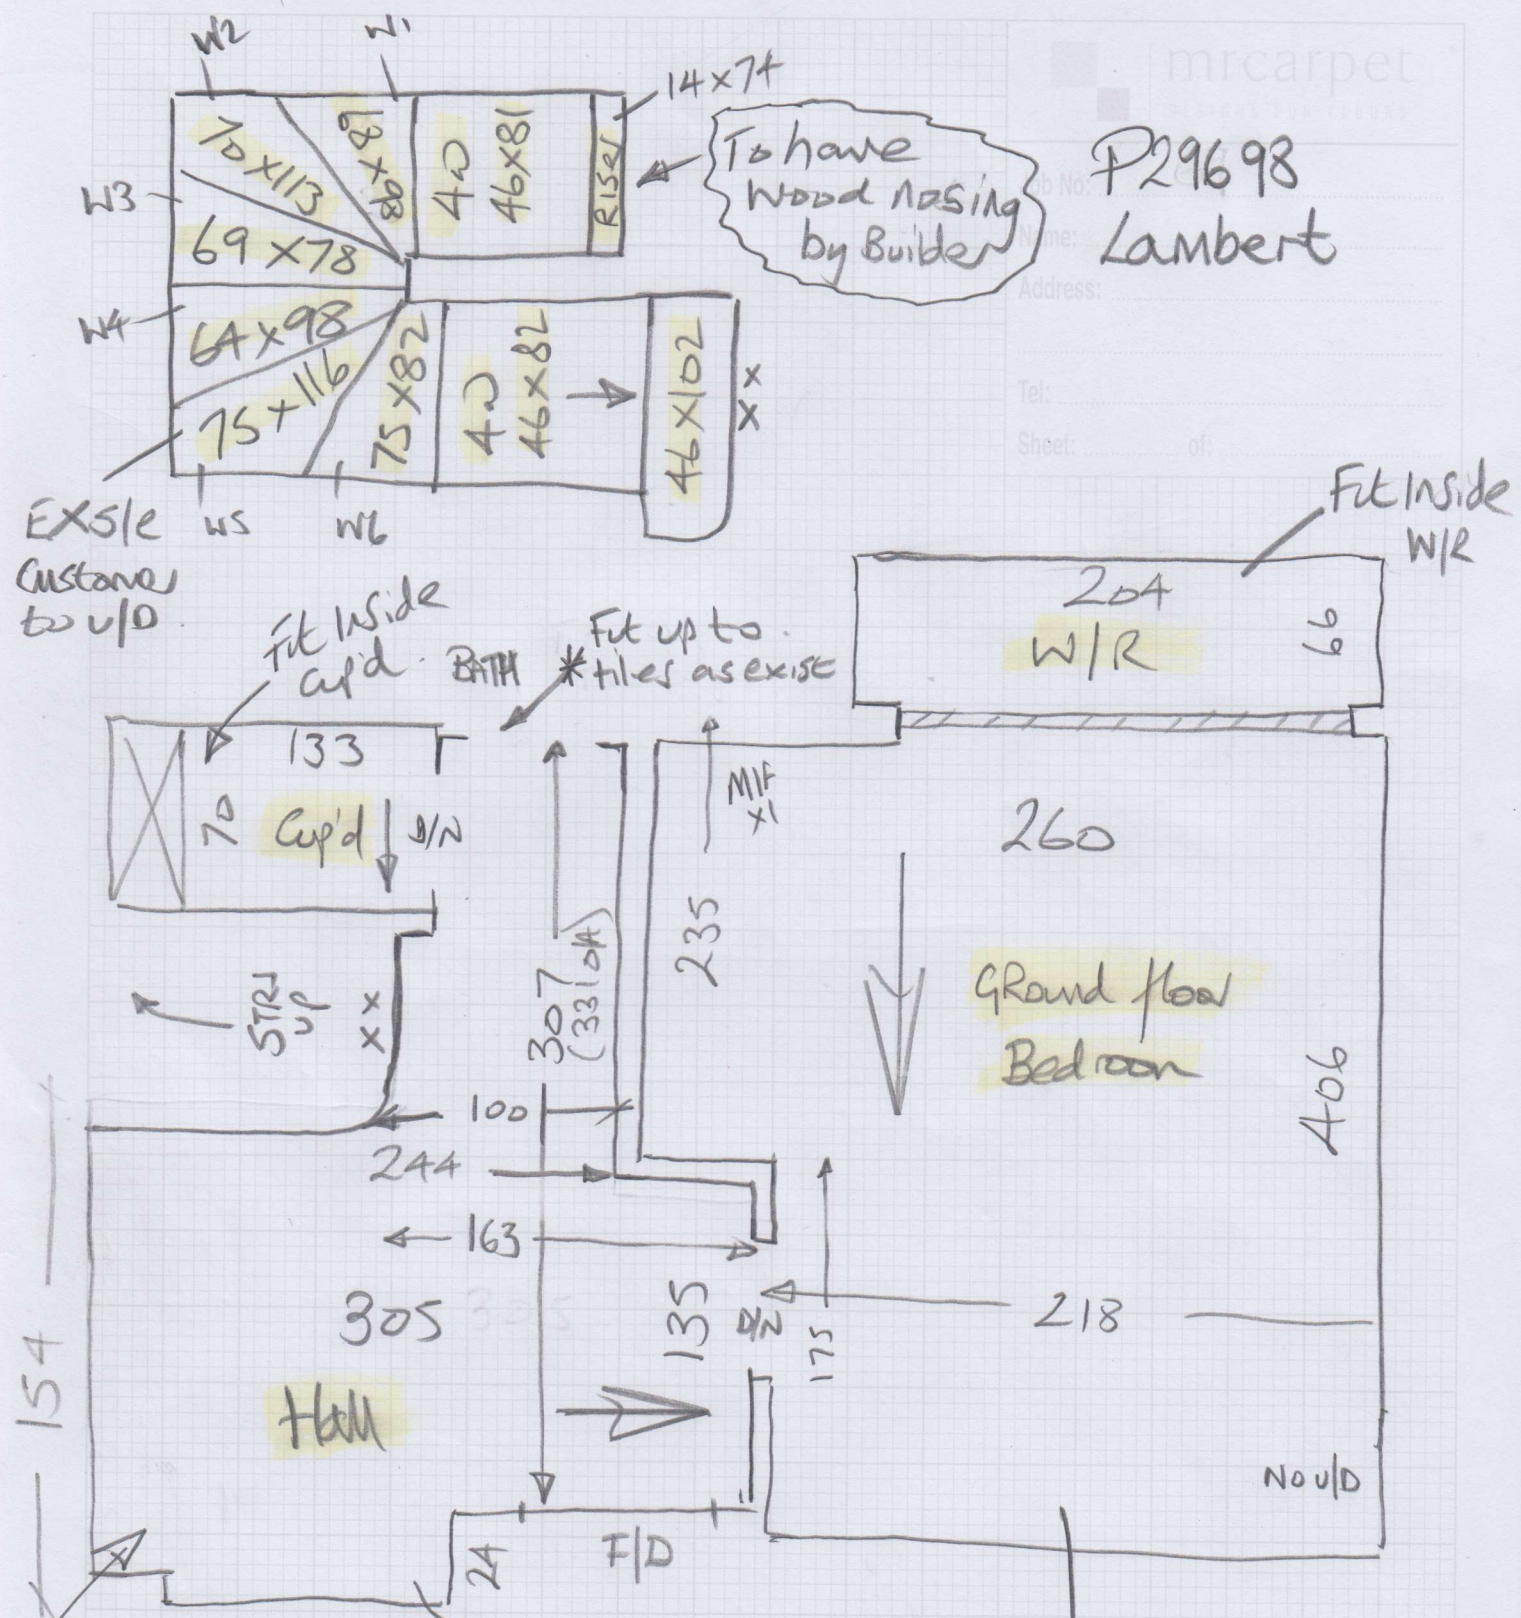 W2
W1
14x74
mrcarpet
70x113
80x81
4D
46x81
Riser
To have
Wood Nosing
by Builder
Job No: P29698
Name: Lambert
Address:
Tel:
Sheet: of:
W3
69x78
W4
64x98
75x116
75x82
4D
46x82
46x102
x x
W5
W6
EX S/e
Customer
to U/D
Fit Inside
W/R
204
W/R
66
Fit Inside
Cup'd.
BATH
* Fit up to
tiles as exist
133
70
Cup'd
D/N
M/F
x1
260
235
307
(331 0/A)
STRS
UP
x x
Ground floor
Bedroom
406
100
244
163
305
135
D/N
175
218
154
Hall
No U/D
24
F/D
x